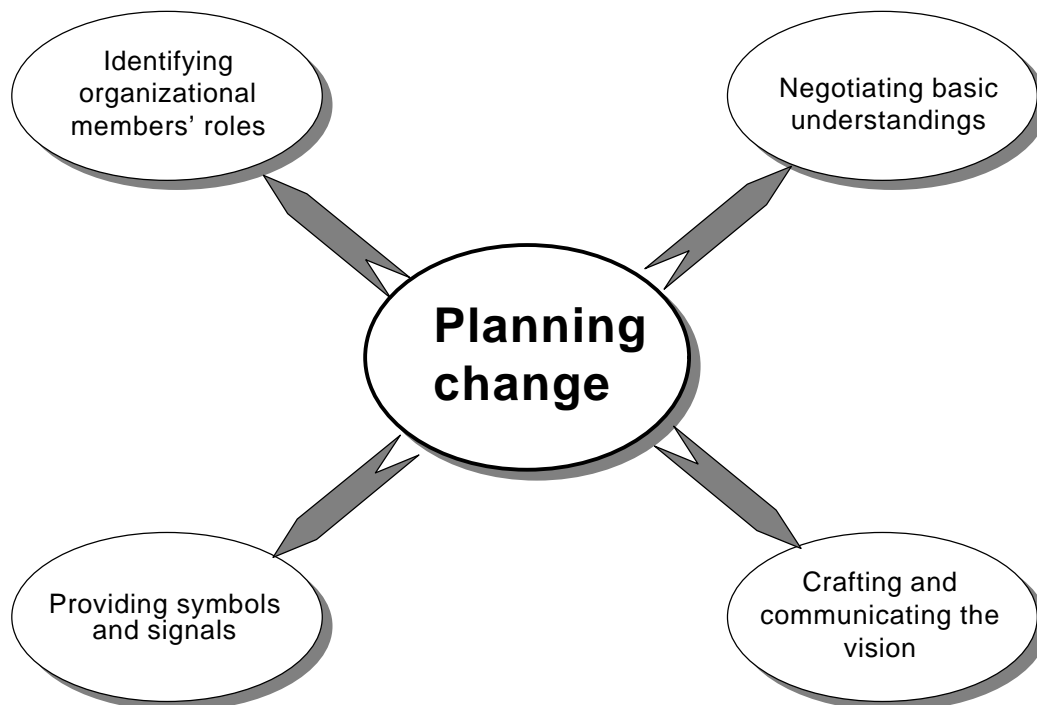 Identifying
organizational
members’ roles
Negotiating basic
understandings
Planning
change
Providing symbols
and signals
Crafting and
communicating the
vision